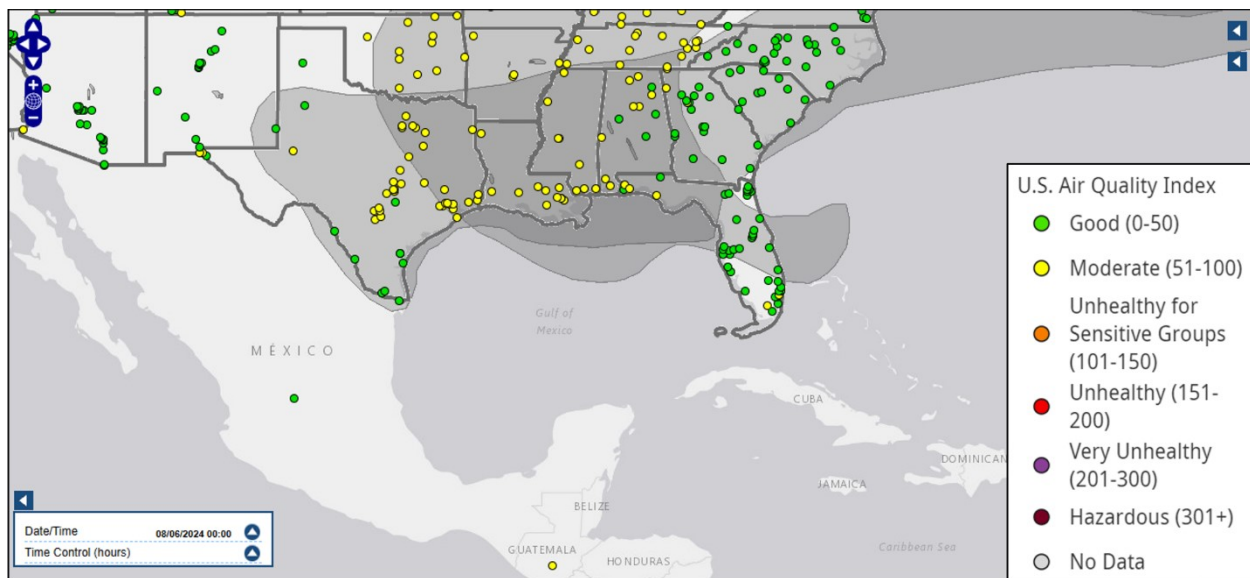 U.S. Air Quality Index
Good (0-50)
Moderate (51-100)
Unhealthy for
Sensitive Groups
(101-150)
Unhealthy (151-
200)
Very Unhealthy
(201-300)
Hazardous (301+)
No Data
Gulf of
Mexico
MÉXICO
CUBA
DOMINICAN
JAMAICA
BELIZE
GUATEMALA
HONDURAS
Caribbean Sea
Date/Time 08/06/2024 00:00
Time Control (hours)